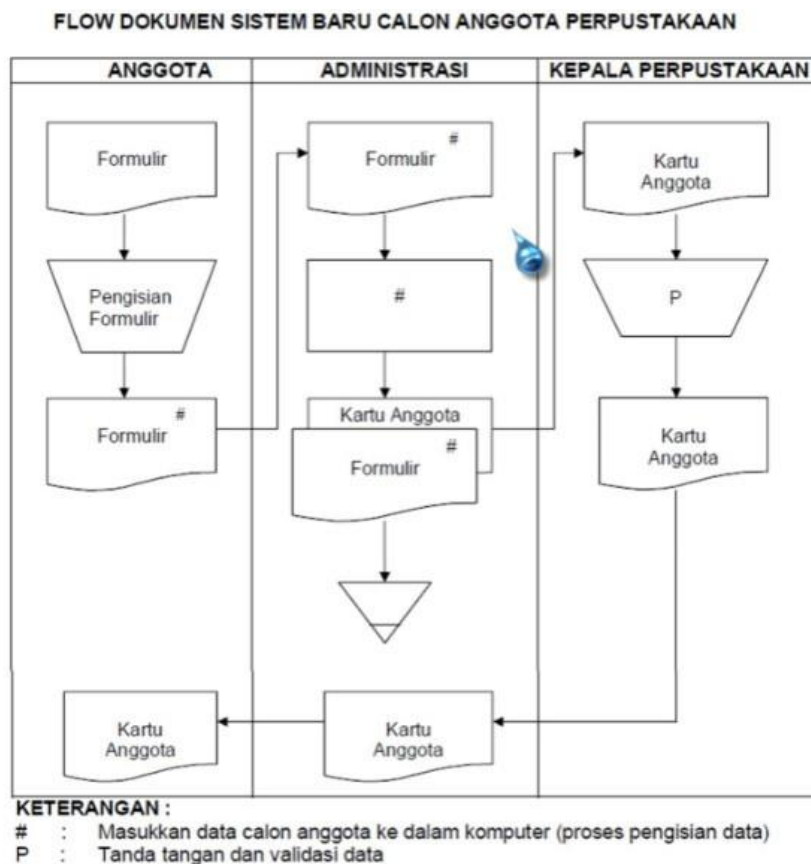 FLOW DOKUMEN SISTEM BARU CALON ANGGOTA PERPUSTAKAAN
ANGGOTA
ADMINISTRASI
KEPALA PERPUSTAKAAN
Formulir
Pengisian
Formulir
#
Formulir
#
Formulir
#
Kartu Anggota
#
Formulir
Kartu
Anggota
P
Kartu
Anggota
Kartu
Anggota
Kartu
Anggota
KETERANGAN :
# : Masukkan data calon anggota ke dalam komputer (proses pengisian data)
P : Tanda tangan dan validasi data